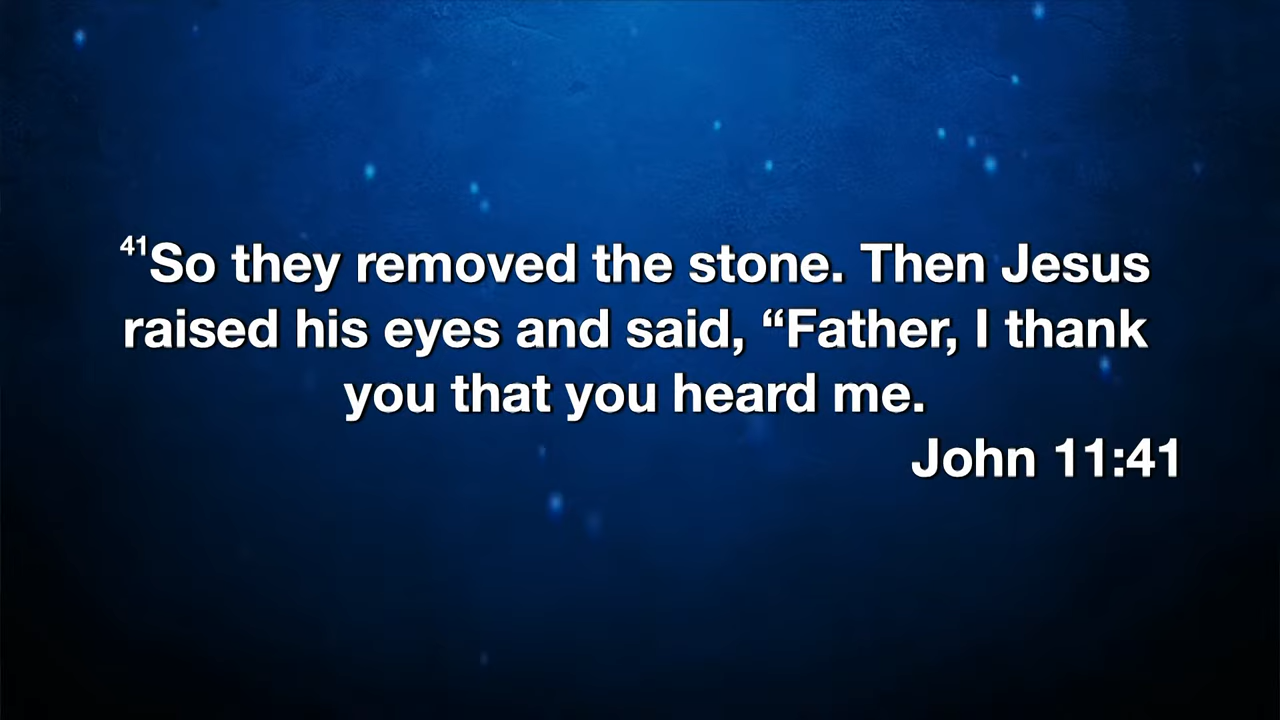 41So they removed the stone. Then Jesus
raised his eyes and said, “Father, I thank
you that you heard me.
John 11:41